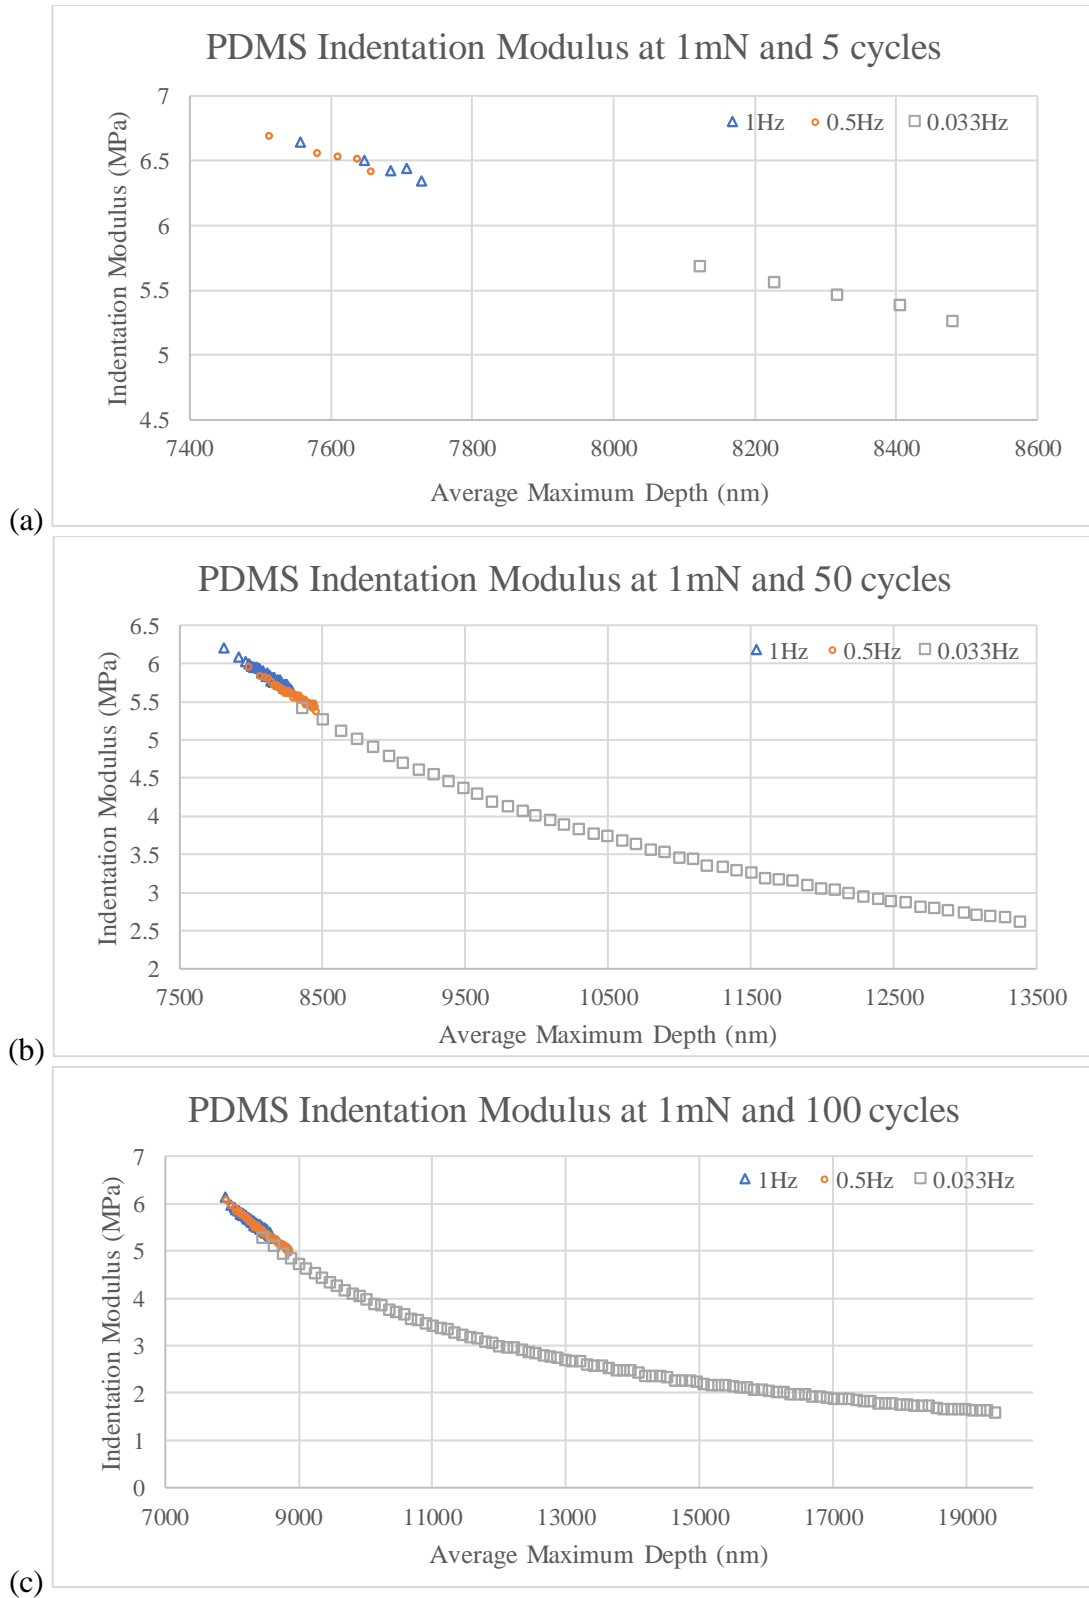 PDMS Indentation Modulus at 1mN and 5 cycles
7
1Hz 0.5Hz 0.033Hz
6.5
6
5.5
5
4.5
Indentation Modulus (MPa)
7400 7600 7800 8000 8200 8400 8600
Average Maximum Depth (nm)
(a)
PDMS Indentation Modulus at 1mN and 50 cycles
6.5
1Hz 0.5Hz 0.033Hz
6
5.5
5
4.5
4
3.5
3
2.5
2
Indentation Modulus (MPa)
7500 8500 9500 10500 11500 12500 13500
Average Maximum Depth (nm)
(b)
PDMS Indentation Modulus at 1mN and 100 cycles
7
1Hz 0.5Hz 0.033Hz
6
5
4
3
2
1
0
Indentation Modulus (MPa)
7000 9000 11000 13000 15000 17000 19000
Average Maximum Depth (nm)
(c)